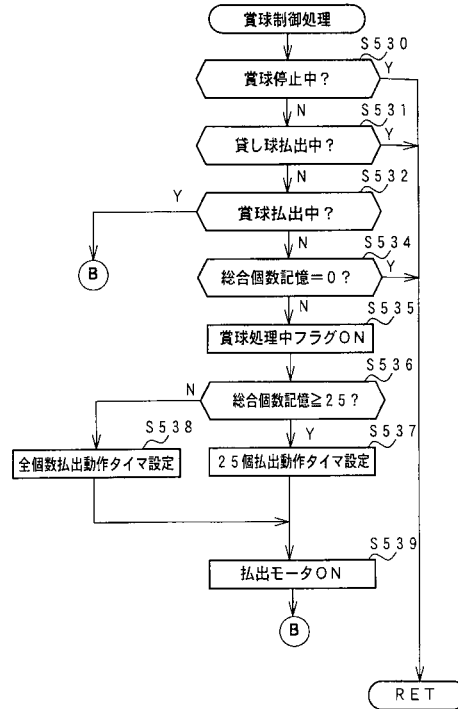 賞球制御処理
S530
賞球停止中?
Y
N
S531
貸し球払出中?
Y
N
S532
Y
賞球払出中?
N
B
S534
総合個数記憶=0?
Y
N
S535
賞球処理中フラグON
S536
N
総合個数記憶≧25?
S538
Y
S537
全個数払出動作タイマ設定
25個払出動作タイマ設定
S539
払出モータON
B
RET